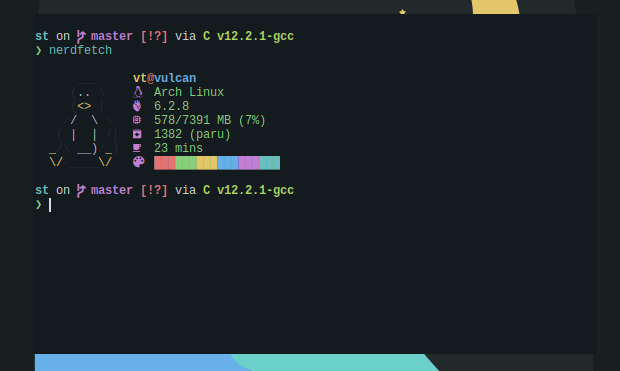 st on master [!?] via C v12.2.1-gcc
❯ nerdfetch
vt@vulcan
Arch Linux
6.2.8
578/7391 MB (7%)
1382 (paru)
23 mins
st on master [!?] via C v12.2.1-gcc
❯